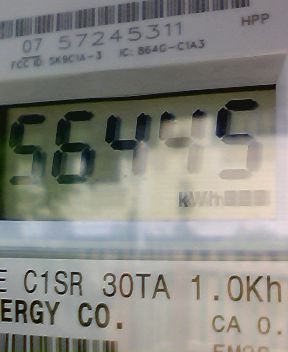 HPP
07 57245311
FCC ID: SK9C1A-3 IC: 864G-C1A3
56445
kWh
E C1SR 30TA 1.0Kh
ERGY CO.
CA 0.